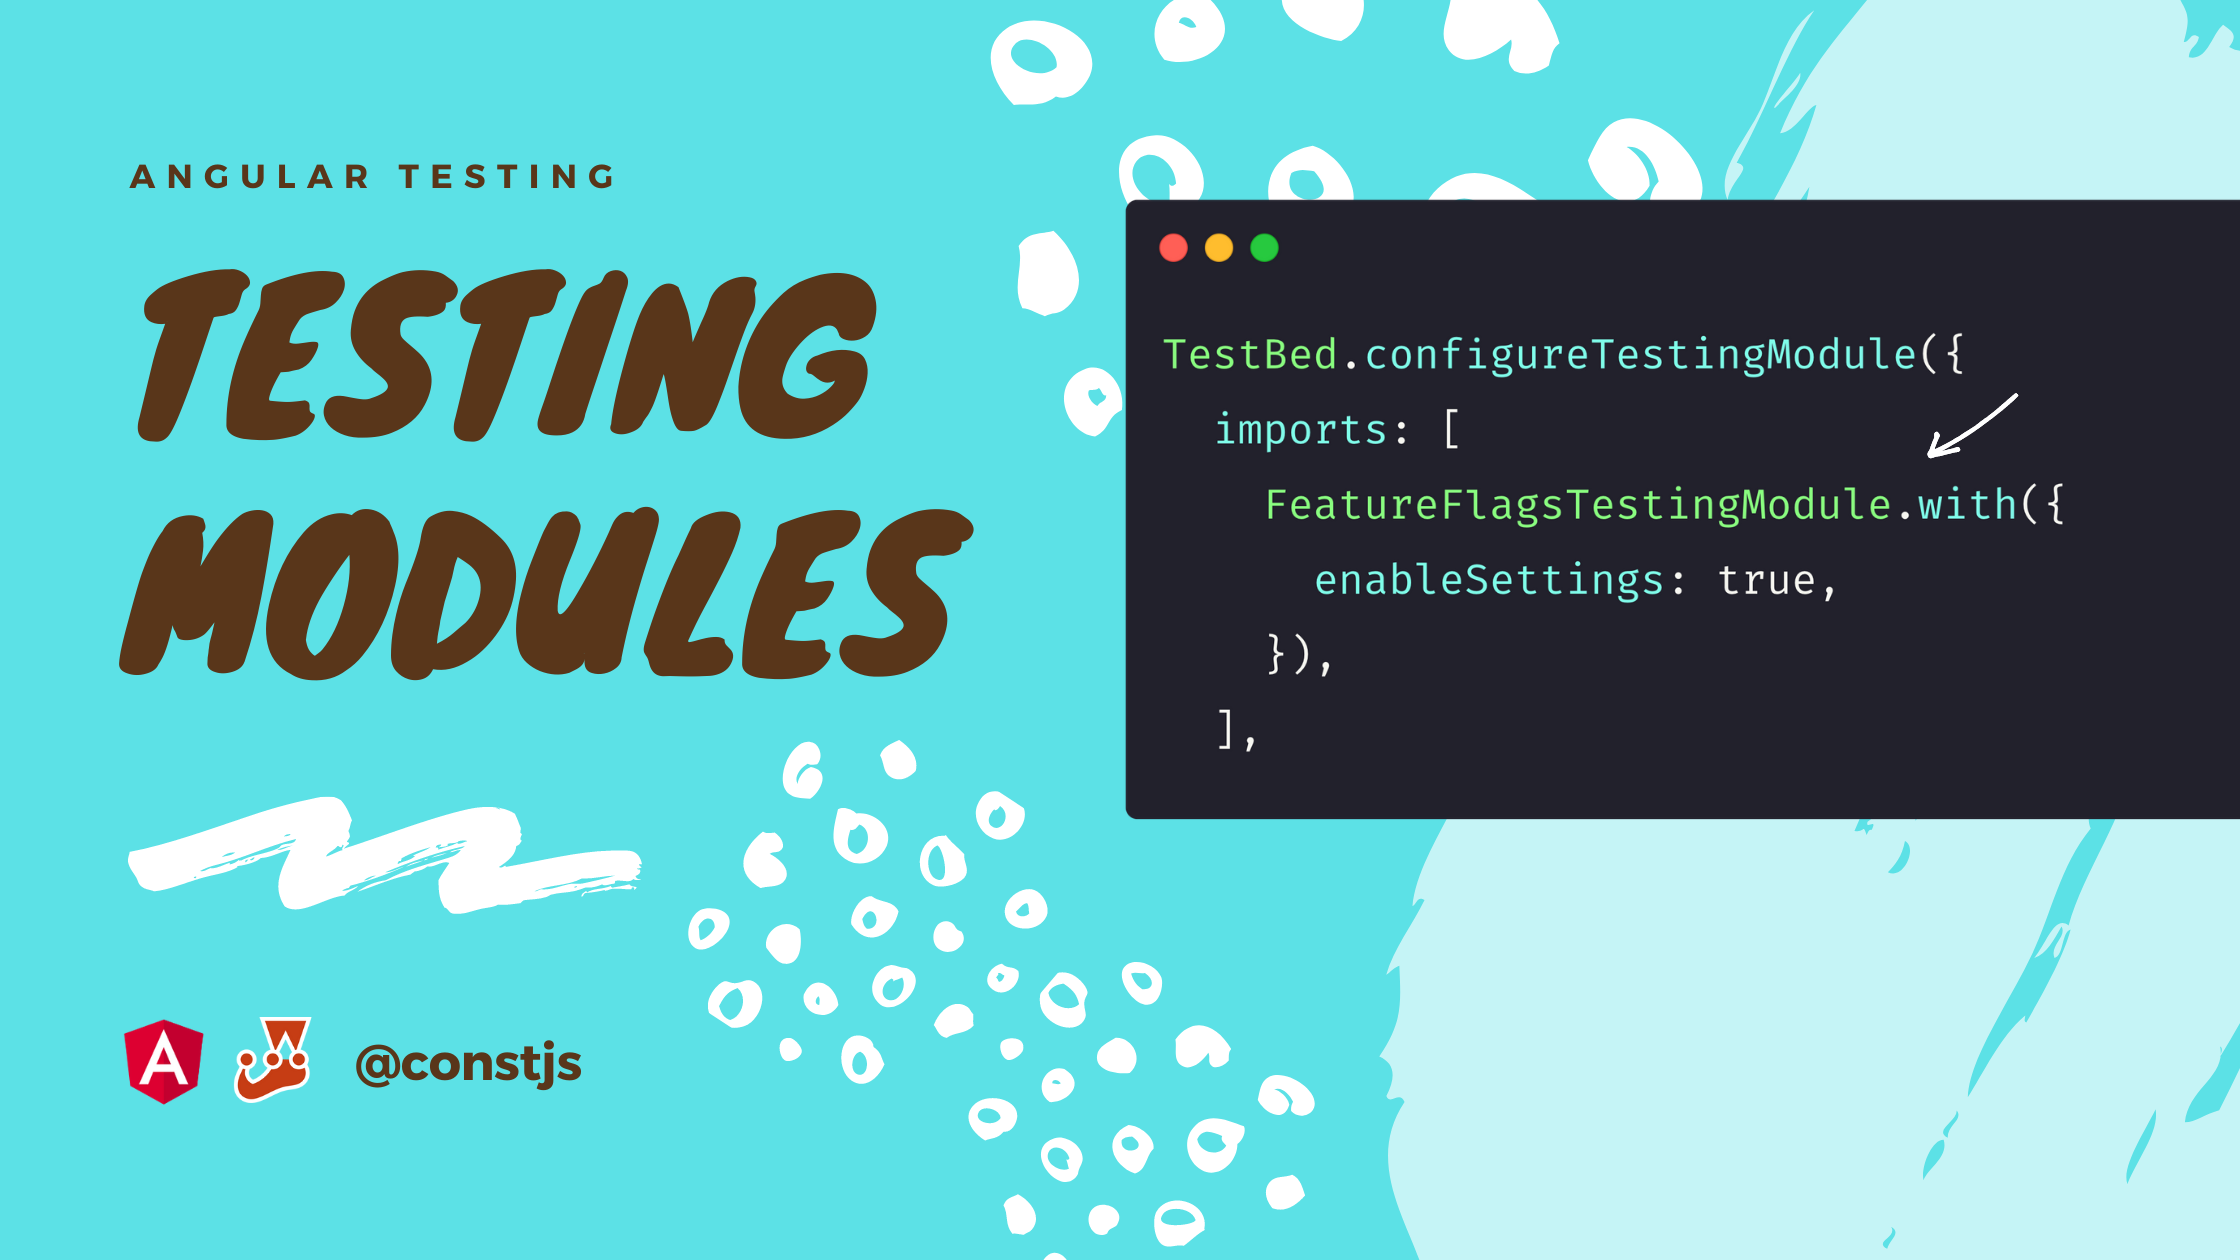 ANGULAR TESTING
TESTING
MODULES
TestBed.configureTestingModule({
  imports: [
    FeatureFlagsTestingModule.with({
      enableSettings: true,
    }),
  ],
A
@constjs